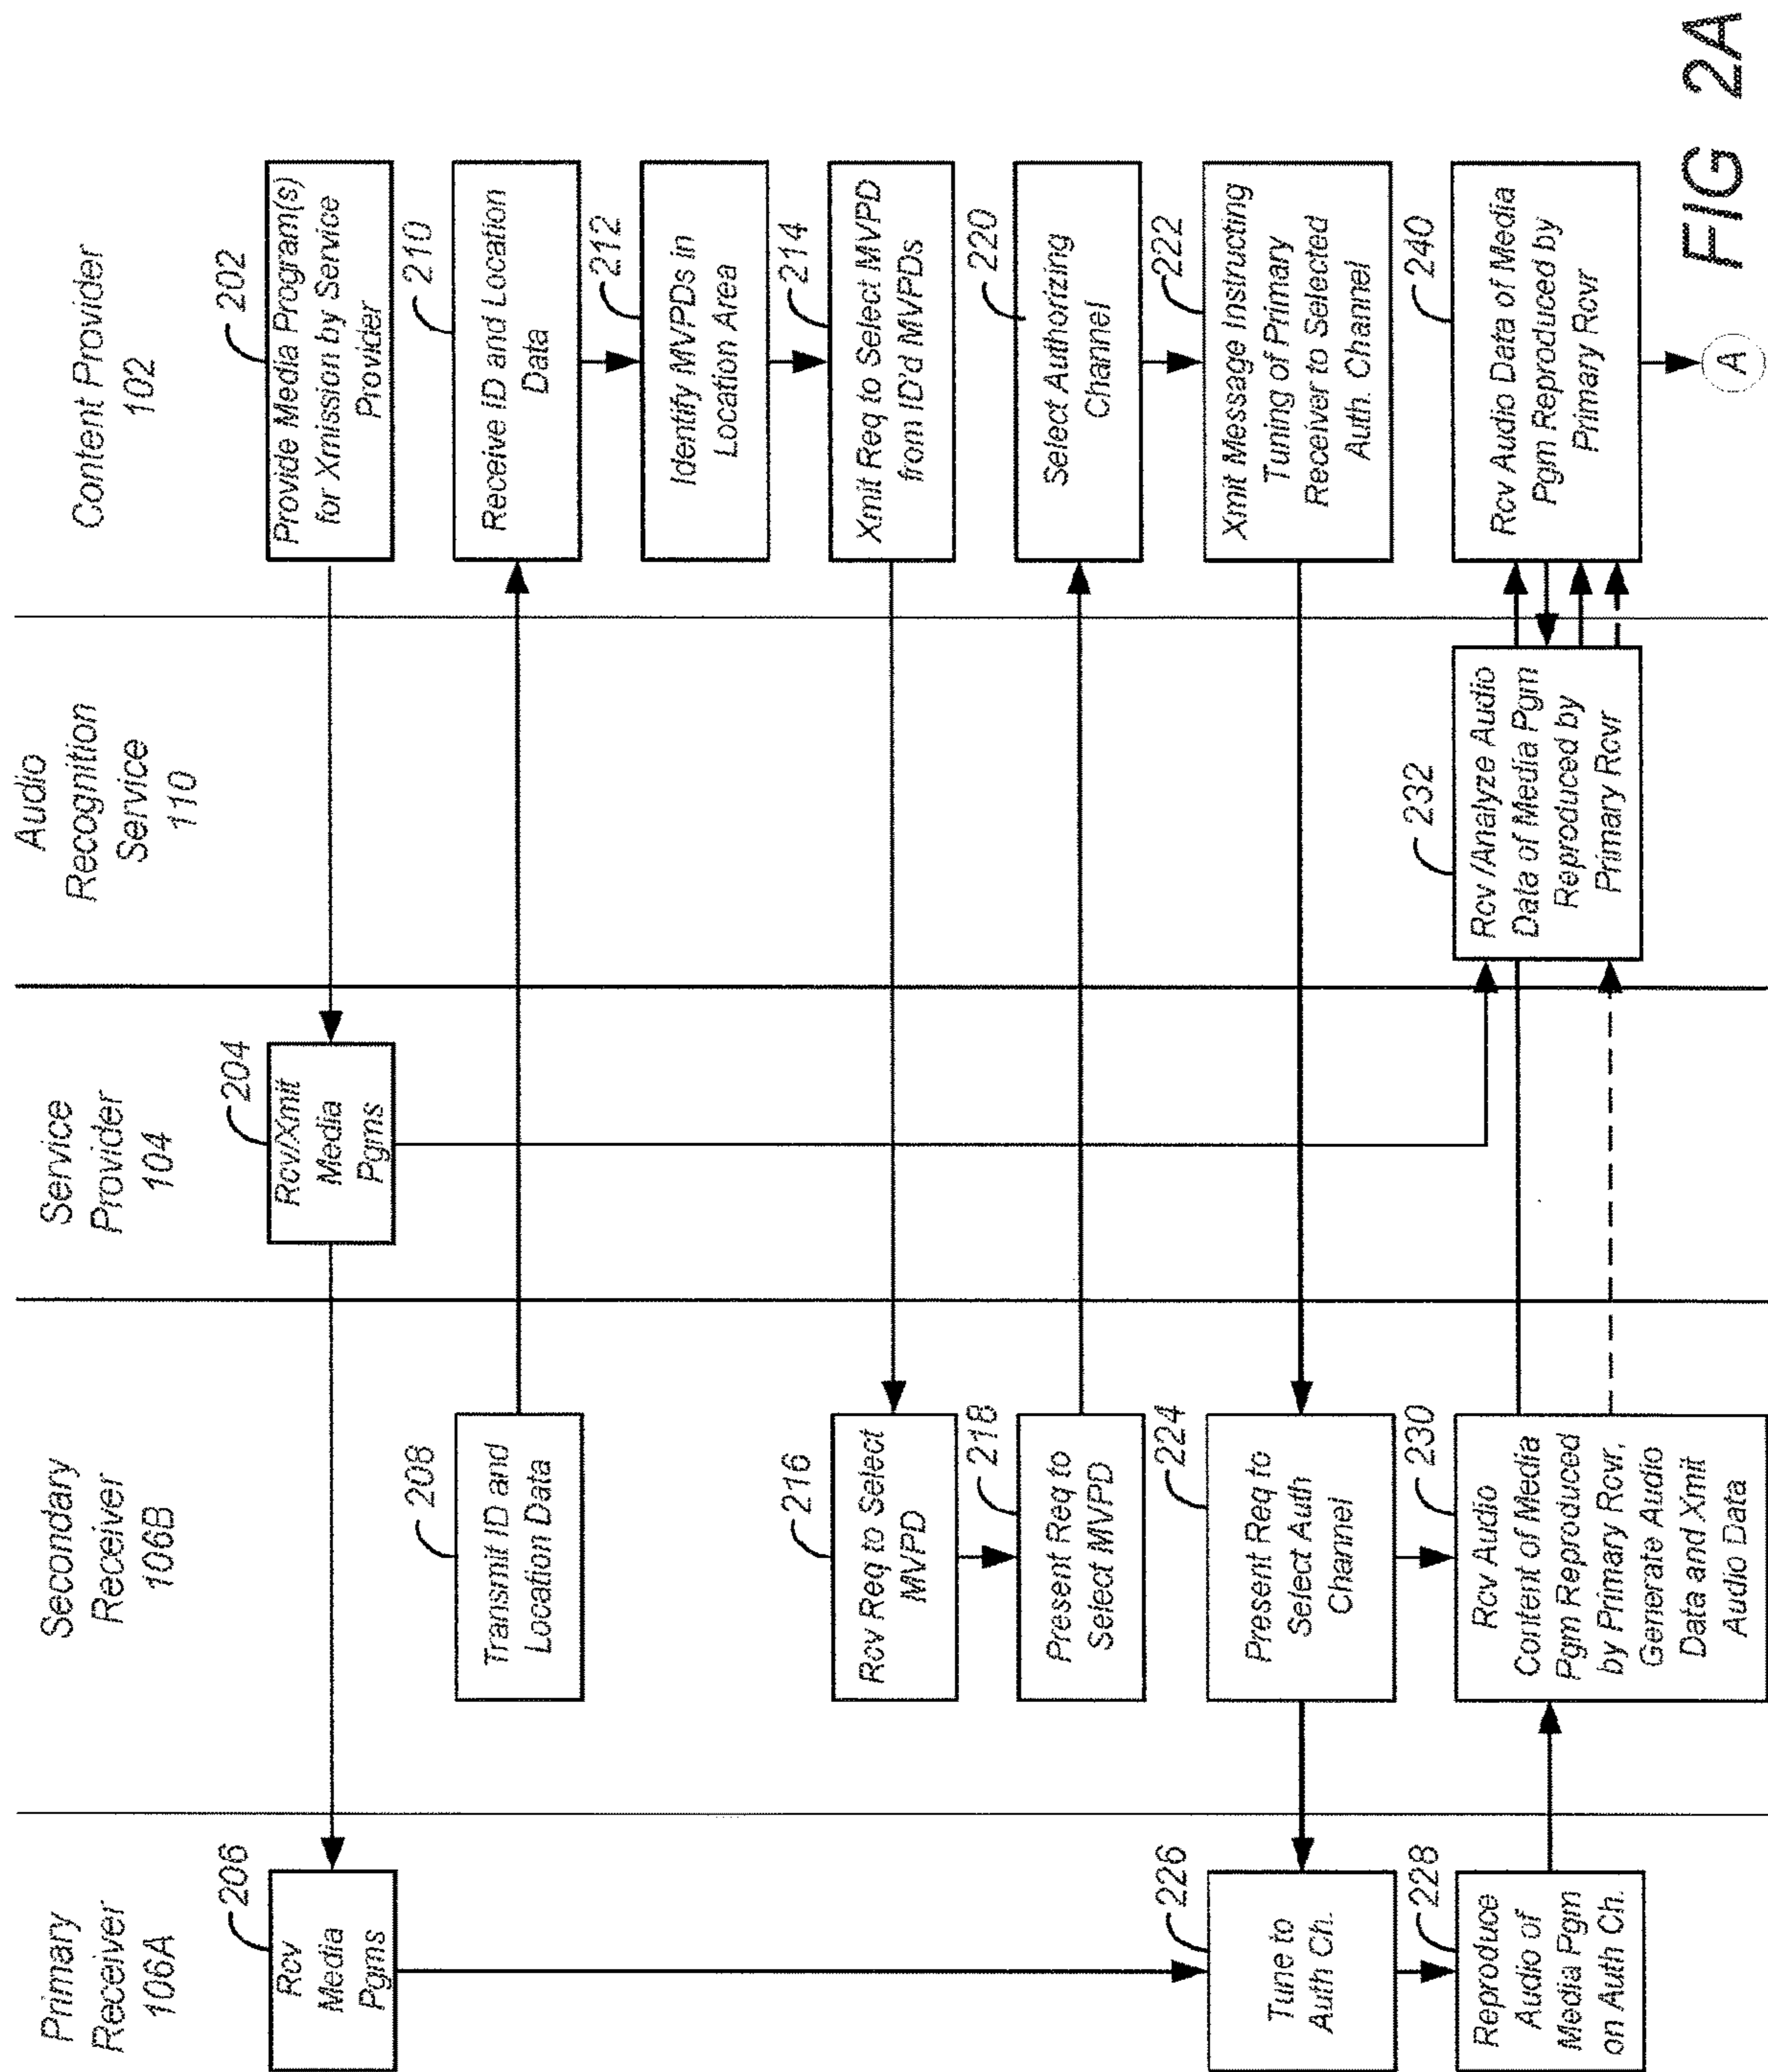 Primary
Receiver
106A
Secondary
Receiver
106B
Service
Provider
104
Audio
Recognition
Service
110
Content Provider
102
206
Rcv
Media
Pgms
204
Rcv/Xmit
Media
Pgms
202
Provide Media Program(s)
for Xmission by Service
Provider
208
Transmit ID and
Location Data
210
Receive ID and Location
Data
212
Identify MVPDs in
Location Area
216
Rcv Req to Select
MVPD
214
Xmit Req to Select MVPD
from ID'd MVPDs
218
Present Req to
Select MVPD
220
Select Authorizing
Channel
226
Tune to
Auth Ch.
224
Present Req to
Select Auth
Channel
222
Xmit Message Instructing
Tuning of Primary
Receiver to Selected
Auth. Channel
228
Reproduce
Audio of
Media Pgm
on Auth Ch.
230
Rcv Audio
Content of Media
Pgm Reproduced
by Primary Rcvr,
Generate Audio
Data and Xmit
Audio Data
232
Rcv /Analyze Audio
Data of Media Pgm
Reproduced by
Primary Rcvr
240
Rcv Audio Data of Media
Pgm Reproduced by
Primary Rcvr
A
FIG 2A